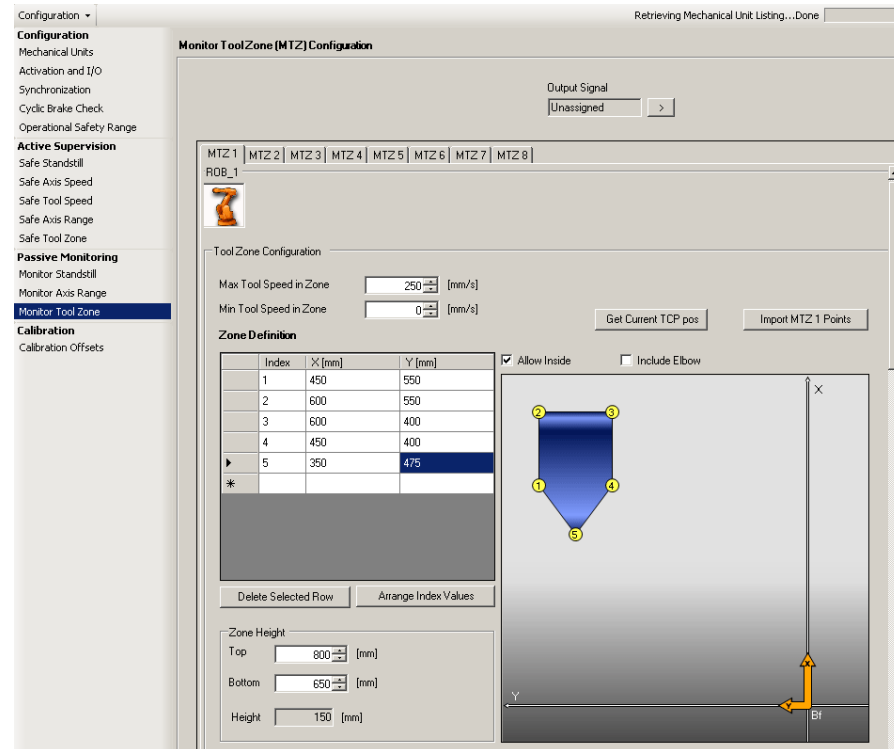 Configuration
Retrieving Mechanical Unit Listing...Done
Configuration
Mechanical Units
Activation and I/O
Synchronization
Cyclic Brake Check
Operational Safety Range
Active Supervision
Safe Standstill
Safe Axis Speed
Safe Tool Speed
Safe Axis Range
Safe Tool Zone
Passive Monitoring
Monitor Standstill
Monitor Axis Range
Monitor Tool Zone
Calibration
Calibration Offsets
Monitor Tool Zone (MTZ) Configuration
Output Signal
Unassigned >
MTZ 1 MTZ 2 MTZ 3 MTZ 4 MTZ 5 MTZ 6 MTZ 7 MTZ 8
ROB_1
Tool Zone Configuration
Max Tool Speed in Zone 250 [mm/s]
Min Tool Speed in Zone 0 [mm/s]
Get Current TCP pos Import MTZ 1 Points
Zone Definition
Allow Inside Include Elbow
Index X [mm] Y [mm]
1 450 550
2 600 550
3 600 400
4 450 400
5 350 475
*
Delete Selected Row Arrange Index Values
Zone Height
Top 800 [mm]
Bottom 650 [mm]
Height 150 [mm]
X
2 3
1 4
5
X
Y Y
Bf